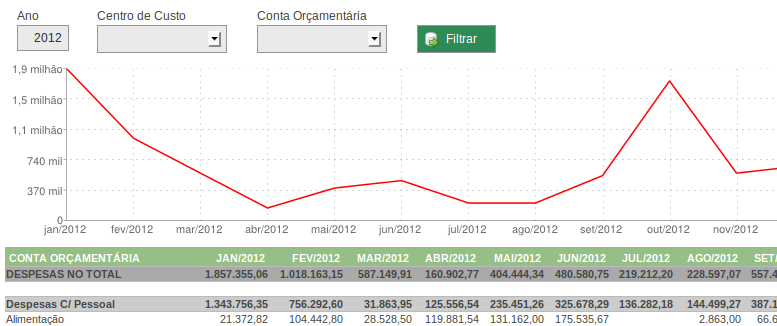 Ano Centro de Custo Conta Orçamentária
2012 Filtrar
1,9 milhão
1,5 milhão
1,1 milhão
740 mil
370 mil
0
jan/2012 fev/2012 mar/2012 abr/2012 mai/2012 jun/2012 jul/2012 ago/2012 set/2012 out/2012 nov/2012
CONTA ORÇAMENTÁRIA JAN/2012 FEV/2012 MAR/2012 ABR/2012 MAI/2012 JUN/2012 JUL/2012 AGO/2012 SET/
DESPESAS NO TOTAL 1.857.355,06 1.018.163,15 587.149,91 160.902,77 404.444,34 480.580,75 219.212,20 228.597,07 557.4
Despesas C/ Pessoal 1.343.756,35 756.292,60 31.863,95 125.556,54 235.451,26 325.678,29 136.282,18 144.499,27 387.1
Alimentação 21.372,82 104.442,80 28.528,50 119.881,54 131.162,00 175.535,67 2.863,00 66.6